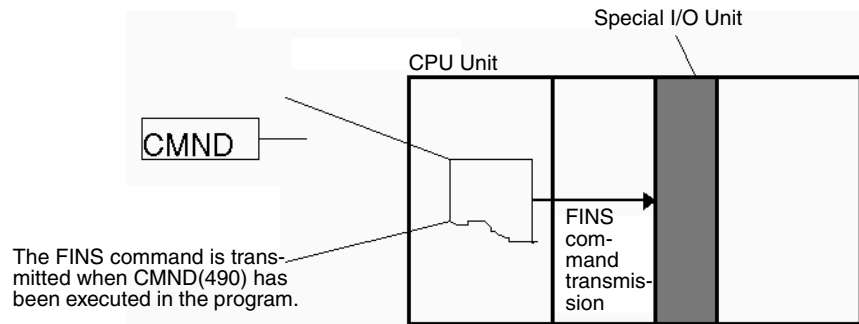 Special I/O Unit
CPU Unit
CMND
FINS
com-
mand
transmis-
sion
The FINS command is trans-
mitted when CMND(490) has
been executed in the program.